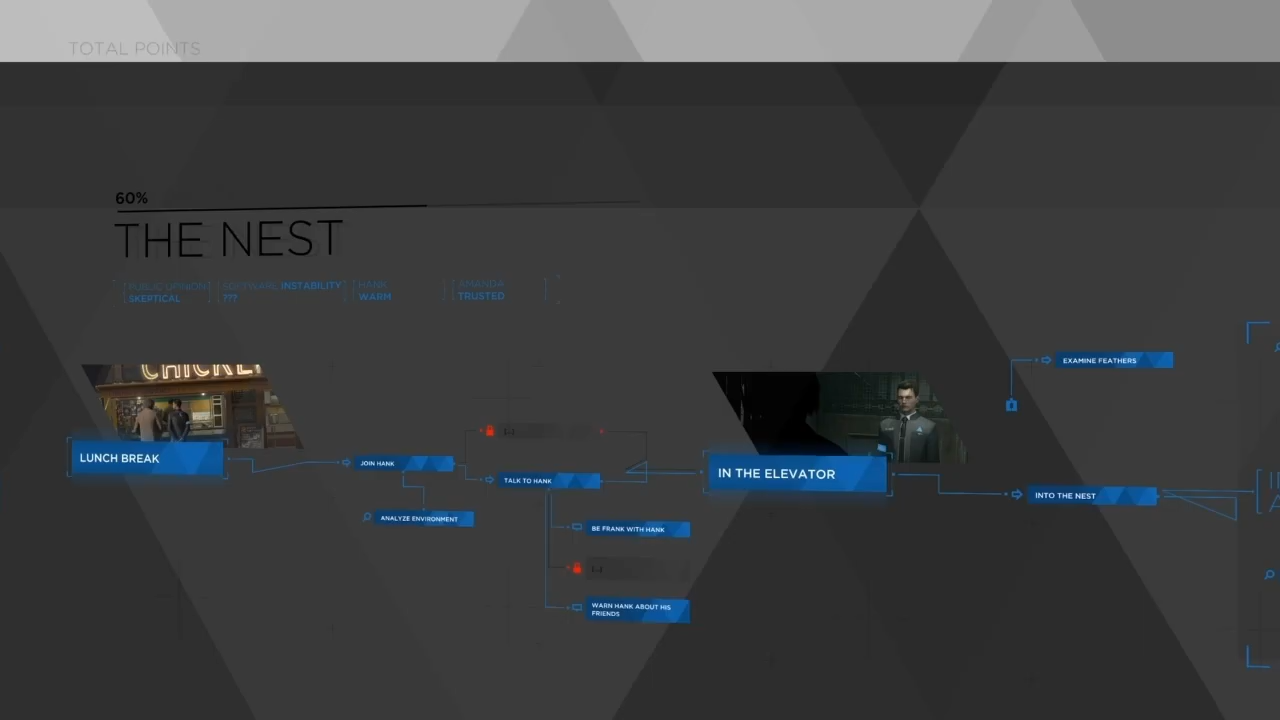 TOTAL POINTS
60%
THE NEST
PUBLIC OPINION SOFTWARE INSTABILITY HANK AMANDA
SKEPTICAL ??? WARM TRUSTED
CHICKE
LUNCH BREAK
JOIN HANK
ANALYZE ENVIRONMENT
TALK TO HANK
BE FRANK WITH HANK
WARN HANK ABOUT HIS
FRIENDS
IN THE ELEVATOR
EXAMINE FEATHERS
INTO THE NEST